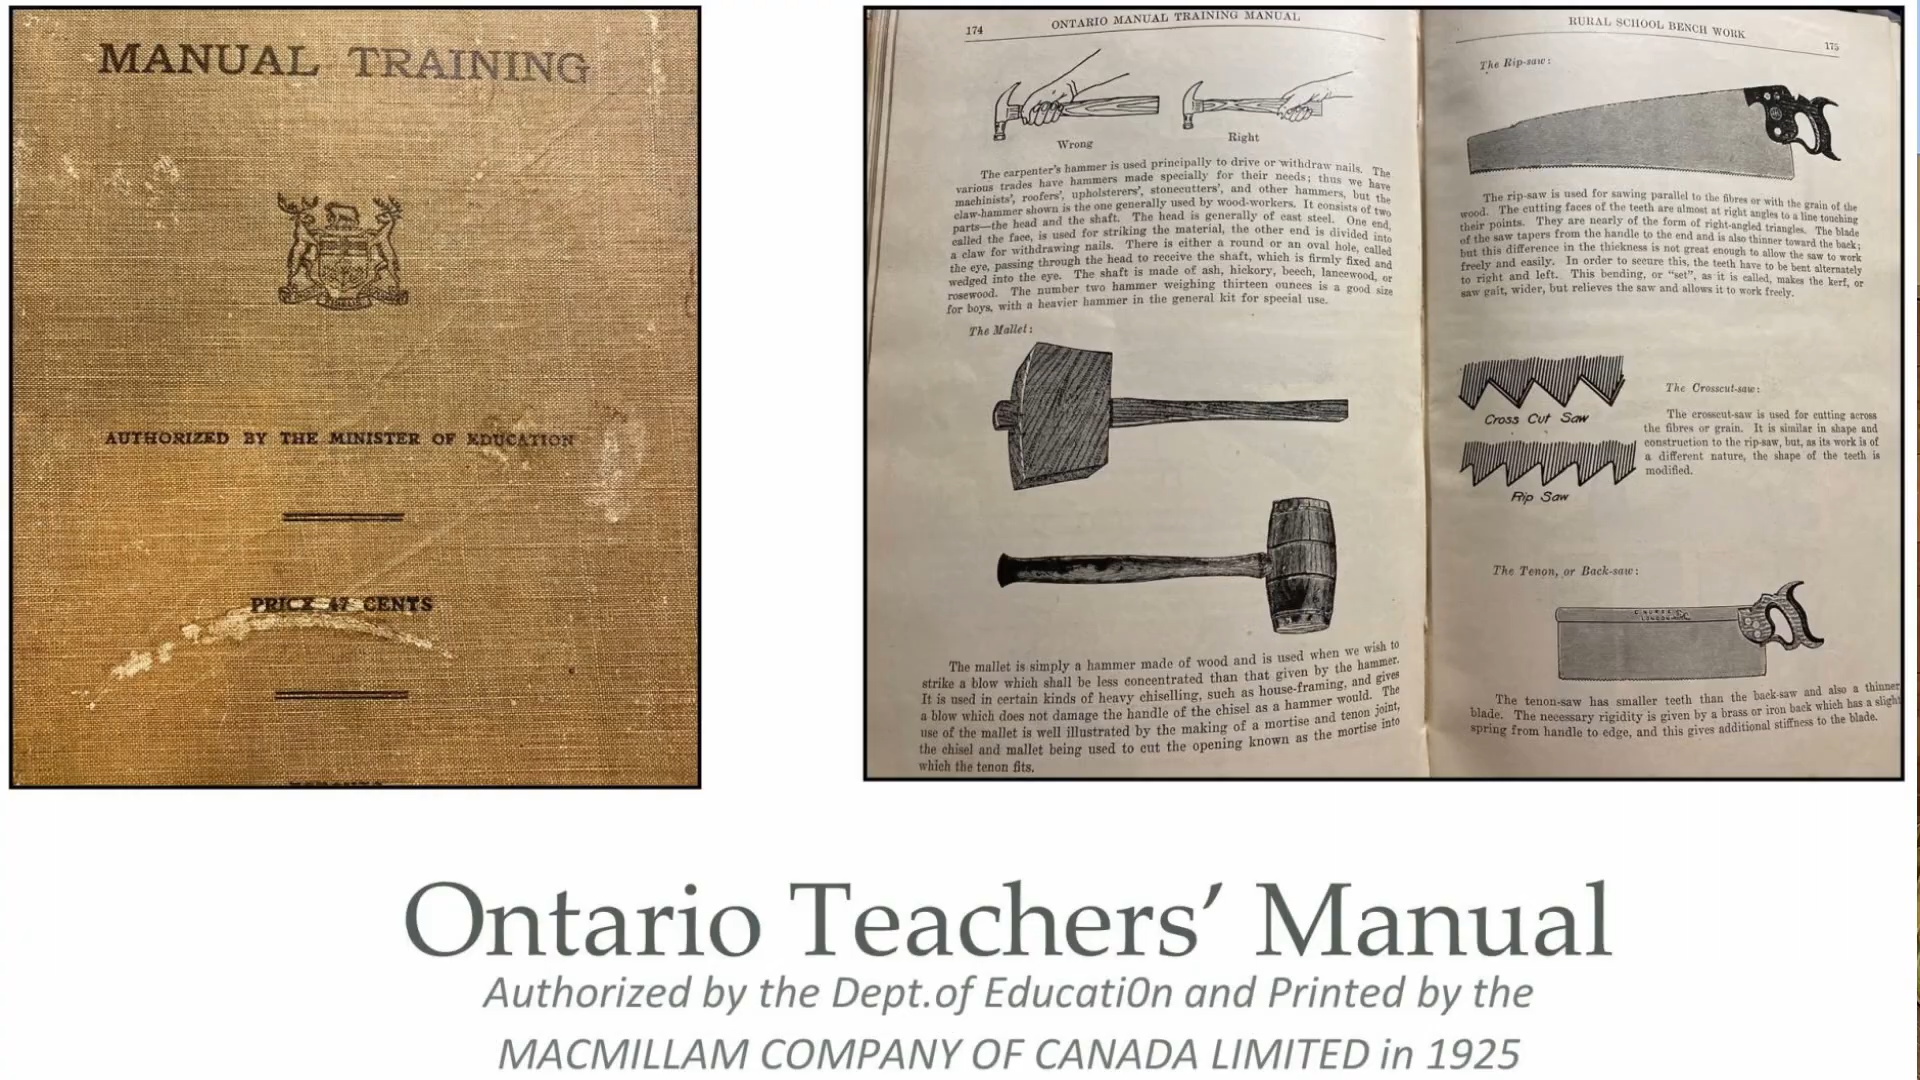 MANUAL TRAINING
AUTHORIZED BY THE MINISTER OF EDUCATION
PRICE 47 CENTS
174
ONTARIO MANUAL TRAINING MANUAL
Wrong
Right
The carpenter's hammer is used principally to drive or withdraw nails. The
various trades have hammers made specially for their needs; thus we have
machinists', roofers', upholsterers', stonecutters', and other hammers, but the
claw-hammer shown is the one generally used by wood-workers. It consists of two
parts—the head and the shaft. The head is generally of cast steel. One end,
called the face, is used for striking the material, the other end is divided into
a claw for withdrawing nails. There is either a round or an oval hole, called
the eye, passing through the head to receive the shaft, which is firmly fixed and
wedged into the eye. The shaft is made of ash, hickory, beech, lancewood, or
rosewood. The number two hammer weighing thirteen ounces is a good size
for boys, with a heavier hammer in the general kit for special use.
The Mallet:
The mallet is simply a hammer made of wood and is used when we wish to
strike a blow which shall be less concentrated than that given by the hammer.
It is used in certain kinds of heavy chiselling, such as house-framing, and gives
a blow which does not damage the handle of the chisel as a hammer would. The
use of the mallet is well illustrated by the making of a mortise and tenon joint,
the chisel and mallet being used to cut the opening known as the mortise into
which the tenon fits.
RURAL SCHOOL BENCH WORK
175
The Rip-saw:
The rip-saw is used for sawing parallel to the fibres or with the grain of the
wood. The cutting faces of the teeth are almost at right angles to a line touching
their points. They are nearly of the form of right-angled triangles. The blade
of the saw tapers from the handle to the end and is also thinner toward the back;
but this difference in the thickness is not great enough to allow the saw to work
freely and easily. In order to secure this, the teeth have to be bent alternately
to right and left. This bending, or "set", as it is called, makes the kerf, or
saw gait, wider, but relieves the saw and allows it to work freely.
Cross Cut Saw
Rip Saw
The Crosscut-saw:
The crosscut-saw is used for cutting across
the fibres or grain. It is similar in shape and
construction to the rip-saw, but, as its work is of
a different nature, the shape of the teeth is
modified.
The Tenon, or Back-saw:
The tenon-saw has smaller teeth than the back-saw and also a thinner
blade. The necessary rigidity is given by a brass or iron back which has a slight
spring from handle to edge, and this gives additional stiffness to the blade.
Ontario Teachers' Manual
Authorized by the Dept.of Educati0n and Printed by the
MACMILLAM COMPANY OF CANADA LIMITED in 1925